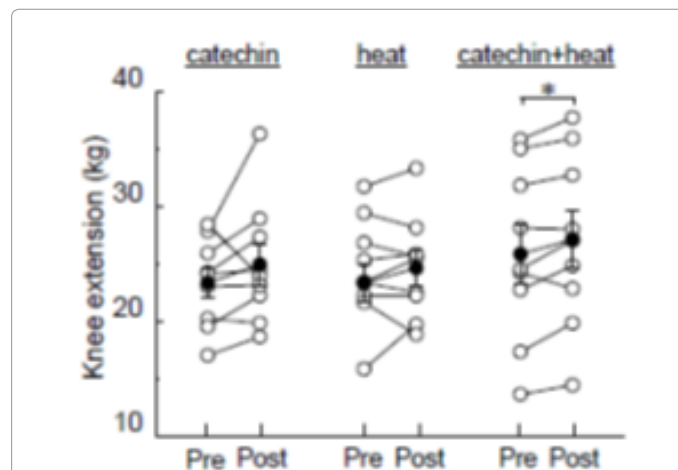 catechin heat catechin+heat
*
40
30
20
10
Knee extension (kg)
Pre Post Pre Post Pre Post